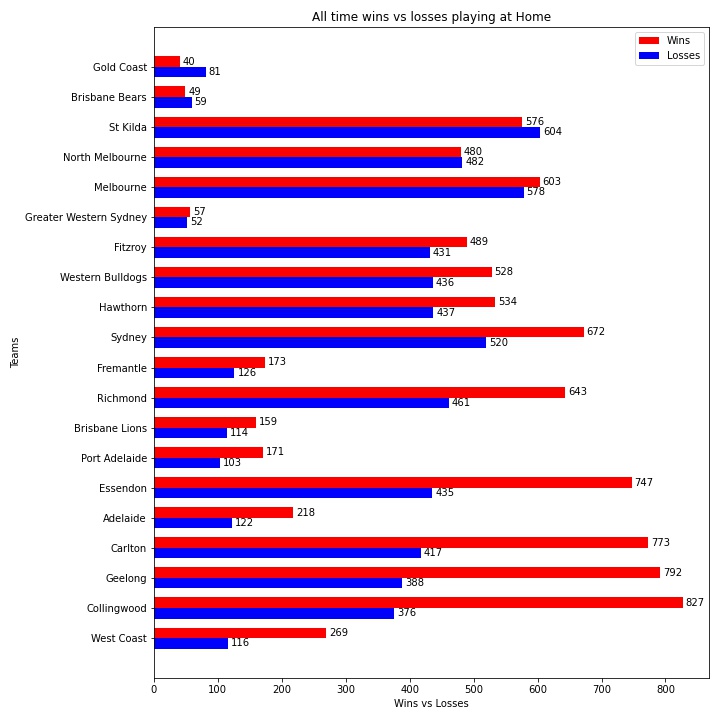 All time wins vs losses playing at Home
Wins
Losses
Gold Coast 40
81
Brisbane Bears 49
59
St Kilda 576
604
North Melbourne 480
482
Melbourne 603
578
Greater Western Sydney 57
52
Fitzroy 489
431
Western Bulldogs 528
436
Hawthorn 534
437
Sydney 672
520
Fremantle 173
126
Richmond 643
461
Brisbane Lions 159
114
Port Adelaide 171
103
Essendon 747
435
Adelaide 218
122
Carlton 773
417
Geelong 792
388
Collingwood 827
376
West Coast 269
116
Teams
0 100 200 300 400 500 600 700 800
Wins vs Losses